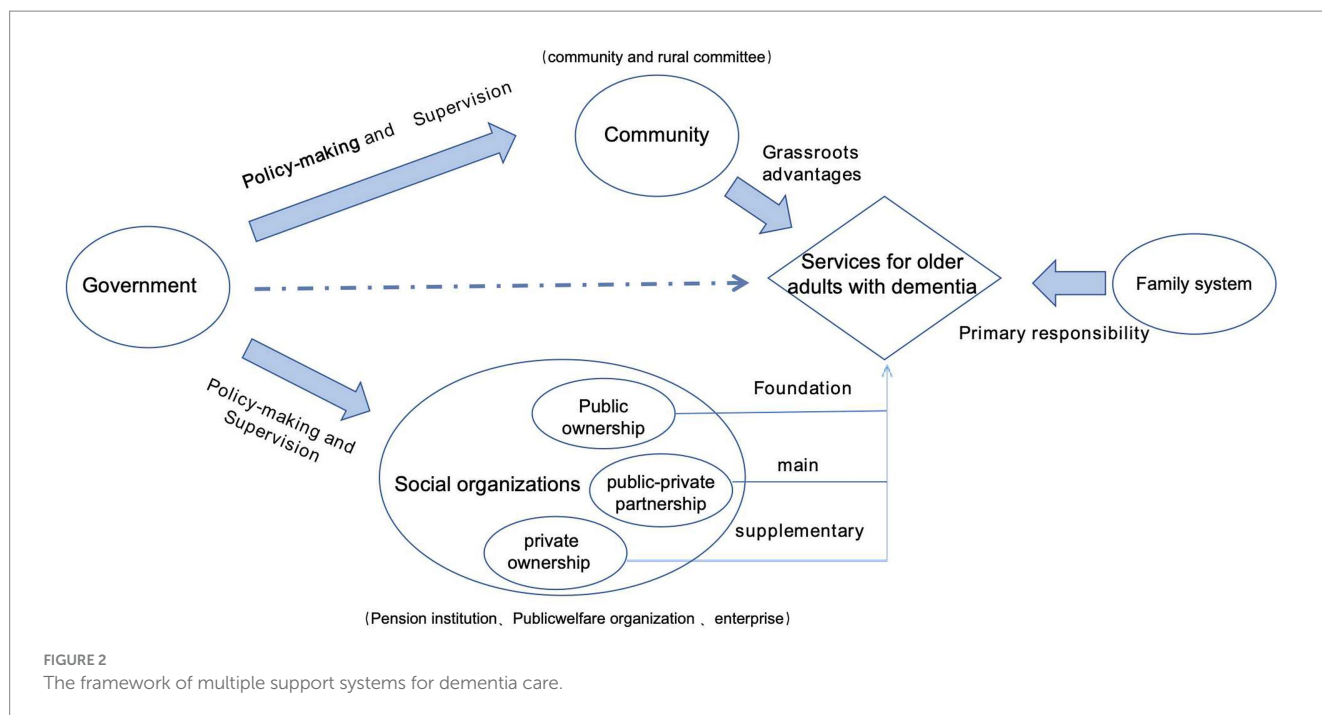 (community and rural committee)
Policy-making and Supervision
Community
Grassroots
advantages
Government
Services for older
adults with dementia
Family system
Primary responsibility
Policy-making and
Supervision
Social organizations
Public
ownership
public-private
partnership
private
ownership
Foundation
main
supplementary
(Pension institution、Publicwelfare organization 、enterprise)
FIGURE 2
The framework of multiple support systems for dementia care.